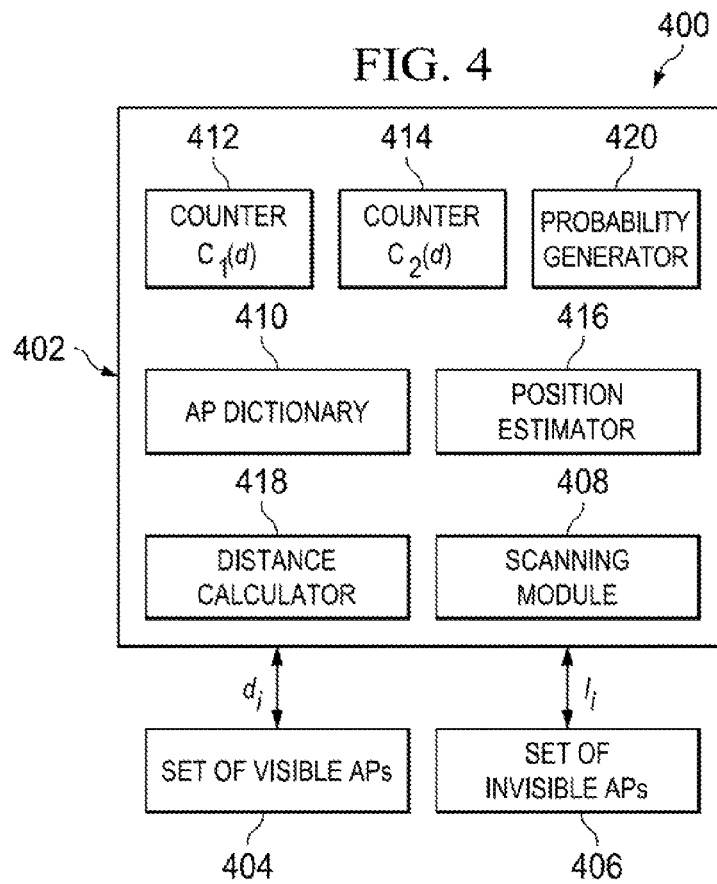 FIG. 4
400
412
414
420
COUNTER
C1(d)
COUNTER
C2(d)
PROBABILITY
GENERATOR
410
416
402
AP DICTIONARY
POSITION
ESTIMATOR
418
408
DISTANCE
CALCULATOR
SCANNING
MODULE
di
li
SET OF VISIBLE APs
SET OF
INVISIBLE APs
404
406